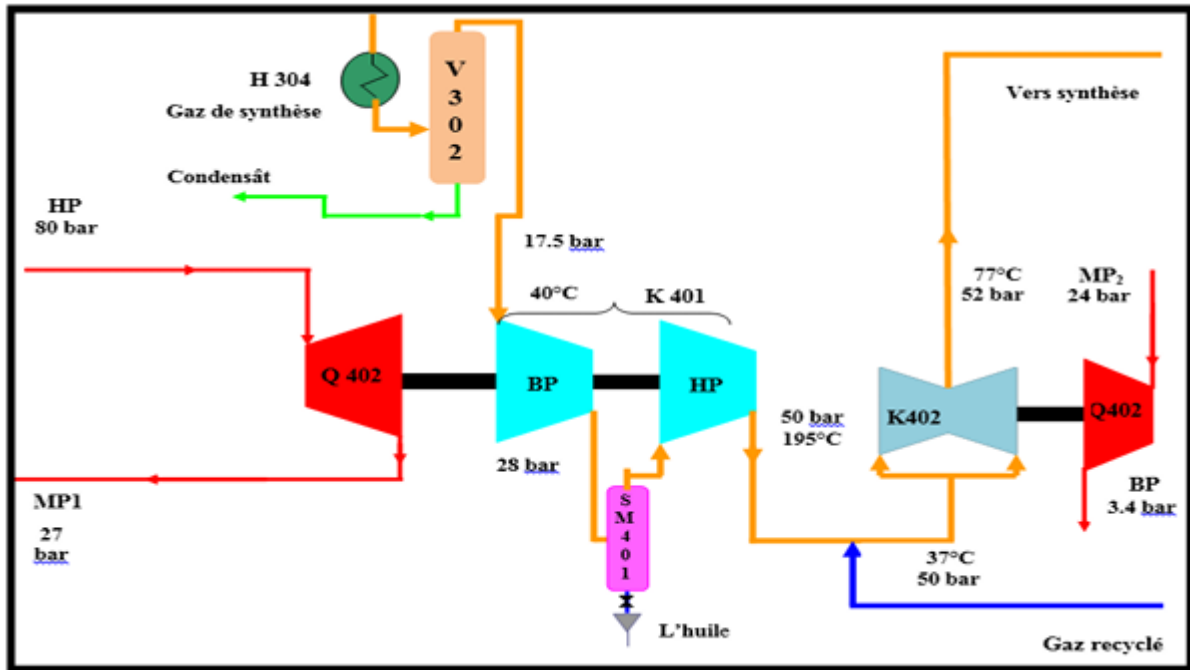 H 304
Gaz de synthèse
V
3
0
2
Vers synthèse
Condensât
HP
80 bar
17.5 bar
40°C
K 401
77°C
52 bar
MP₂
24 bar
Q 402
BP
HP
K402
Q402
50 bar
195°C
28 bar
MP1
27
bar
S
M
4
0
1
BP
3.4 bar
37°C
50 bar
L'huile
Gaz recyclé